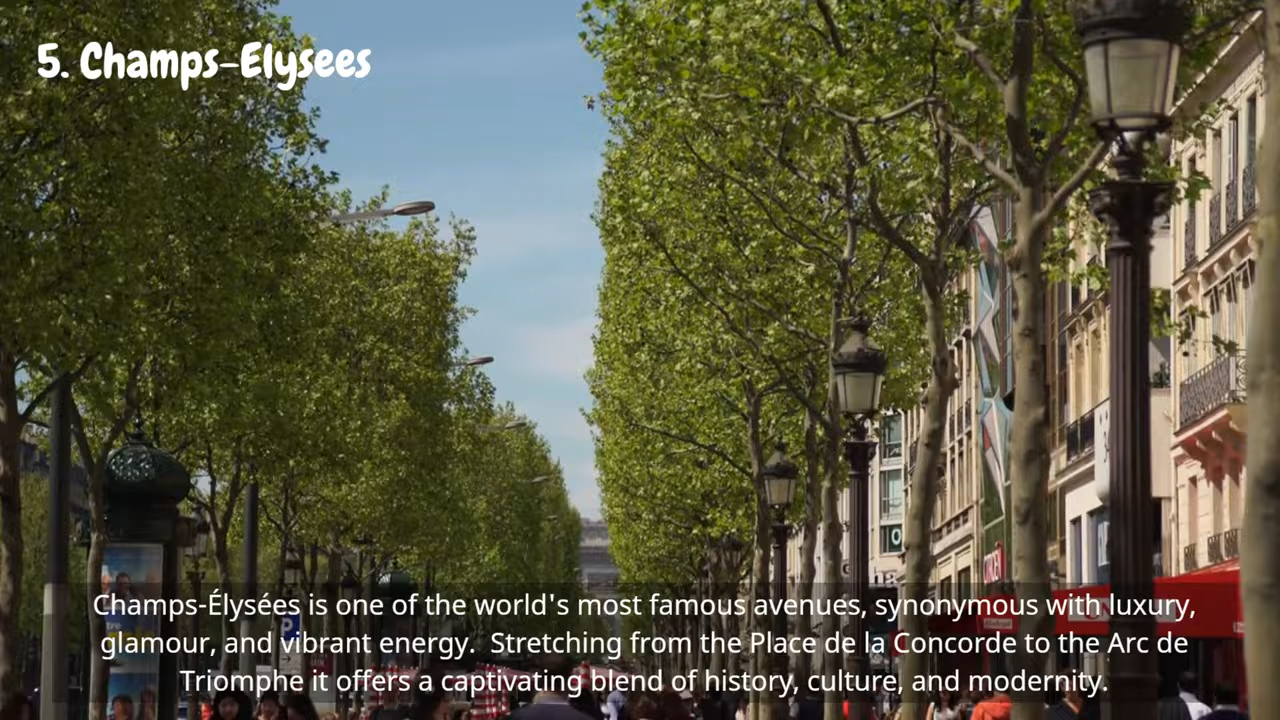 5. Champs-Elysees
Champs-Élysées is one of the world's most famous avenues, synonymous with luxury,
glamour, and vibrant energy. Stretching from the Place de la Concorde to the Arc de
Triomphe it offers a captivating blend of history, culture, and modernity.
P